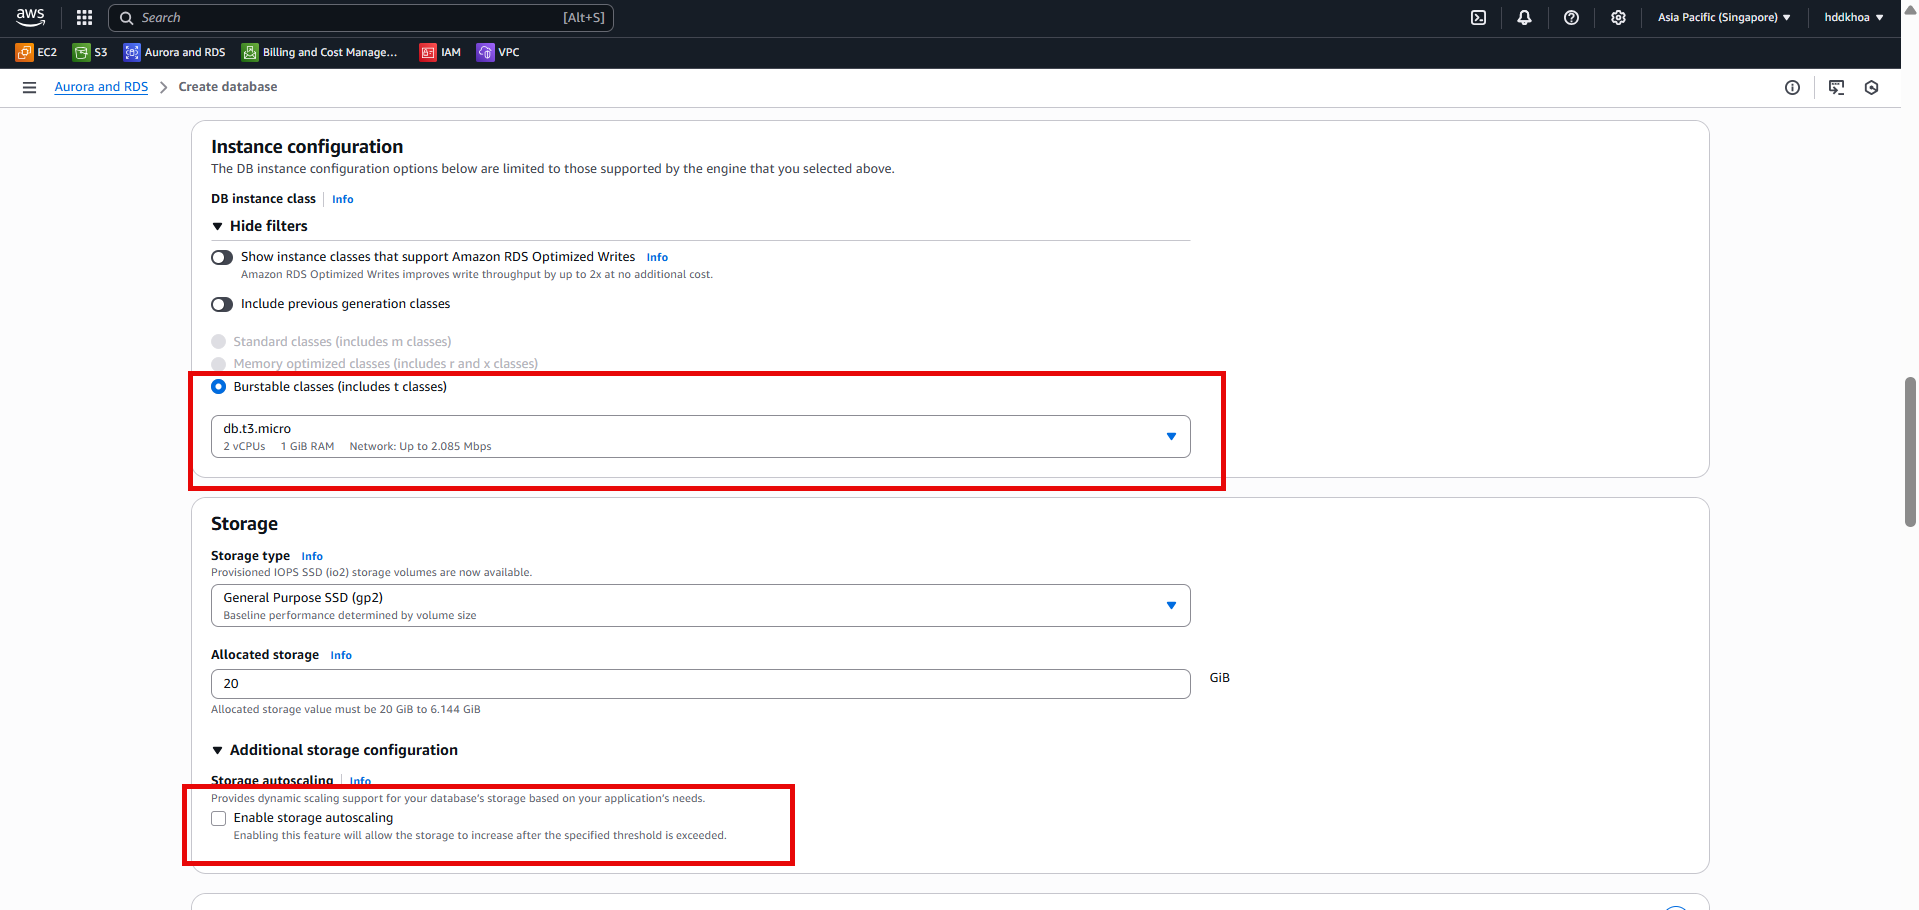 aws
Search [Alt+S]
Asia Pacific (Singapore)
hddkhoa
EC2
S3
Aurora and RDS
Billing and Cost Manage...
IAM
VPC
Aurora and RDS
Create database
Instance configuration
The DB instance configuration options below are limited to those supported by the engine that you selected above.
DB instance class
Info
Hide filters
Show instance classes that support Amazon RDS Optimized Writes
Info
Amazon RDS Optimized Writes improves write throughput by up to 2x at no additional cost.
Include previous generation classes
Standard classes (includes m classes)
Memory optimized classes (includes r and x classes)
Burstable classes (includes t classes)
db.t3.micro
2 vCPUs 1 GiB RAM Network: Up to 2.085 Mbps
Storage
Storage type
Info
Provisioned IOPS SSD (io2) storage volumes are now available.
General Purpose SSD (gp2)
Baseline performance determined by volume size
Allocated storage
Info
20
GiB
Allocated storage value must be 20 GiB to 6.144 GiB
Additional storage configuration
Storage autoscaling
Info
Provides dynamic scaling support for your database's storage based on your application's needs.
Enable storage autoscaling
Enabling this feature will allow the storage to increase after the specified threshold is exceeded.